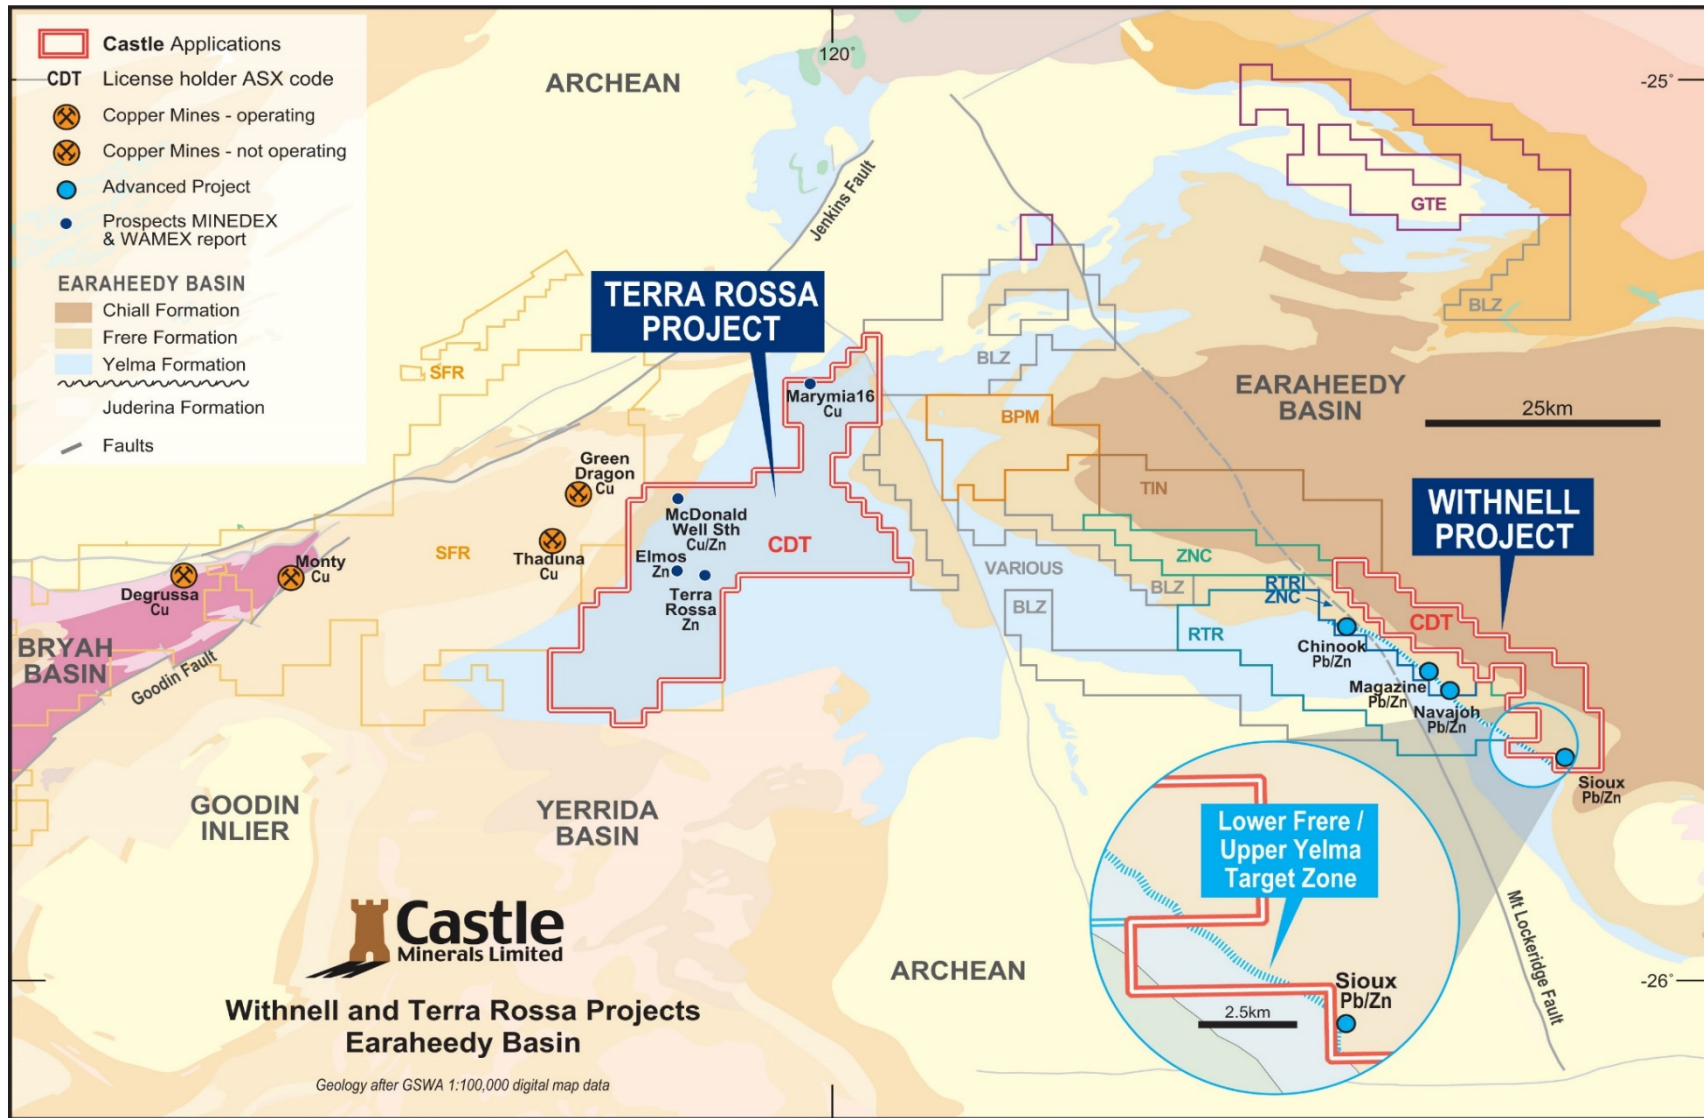 Castle Applications
CDT License holder ASX code
Copper Mines - operating
Copper Mines - not operating
Advanced Project
Prospects MINEDEX
& WAMEX report
EARAHEEDY BASIN
Chiall Formation
Frere Formation
Yelma Formation
Juderina Formation
Faults
120°
-25°
-26°
ARCHEAN
Jenkins Fault
GTE
BLZ
TERRA ROSSA
PROJECT
SFR
Marymia16
Cu
BLZ
BPM
EARAHEEDY
BASIN
25km
Green
Dragon
Cu
McDonald
Well Sth
Cu/Zn
TIN
WITHNELL
PROJECT
SFR
Thaduna
Cu
Elmos
Zn
CDT
Terra
Rossa
Zn
VARIOUS
ZNC
BLZ
BLZ
RTRI
ZNC
RTR
CDT
Monty
Cu
Degrussa
Cu
BRYAH
BASIN
Goodin Fault
Chinook
Pb/Zn
Magazine
Pb/Zn
Navajoh
Pb/Zn
Sioux
Pb/Zn
GOODIN
INLIER
YERRIDA
BASIN
Lower Frere /
Upper Yelma
Target Zone
Sioux
Pb/Zn
2.5km
Mt Lockeridge Fault
ARCHEAN
Castle
Minerals Limited
Withnell and Terra Rossa Projects
Earaheedy Basin
Geology after GSWA 1:100,000 digital map data